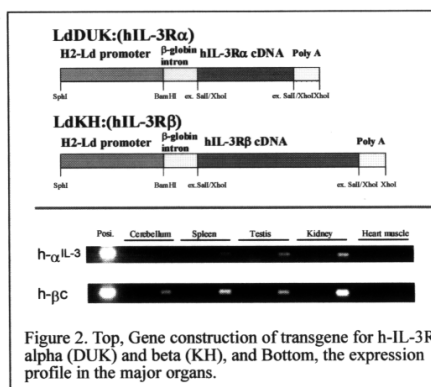 LdDUK:(hIL-3Rα)
H2-Ld promoter β-globin intron hIL-3Rα cDNA Poly A
SphI BamHI ex. SalI/XhoI ex. SalI/XhoI XhoI
LdKH:(hIL-3Rβ)
H2-Ld promoter β-globin intron hIL-3Rβ cDNA Poly A
SphI BamHI ex. SalI/XhoI ex. SalI/XhoI XhoI
Posi. Cerebellum Spleen Testis Kidney Heart muscle
h-αIL-3
h-βC
Figure 2. Top, Gene construction of transgene for h-IL-3R
alpha (DUK) and beta (KH), and Bottom, the expression
profile in the major organs.